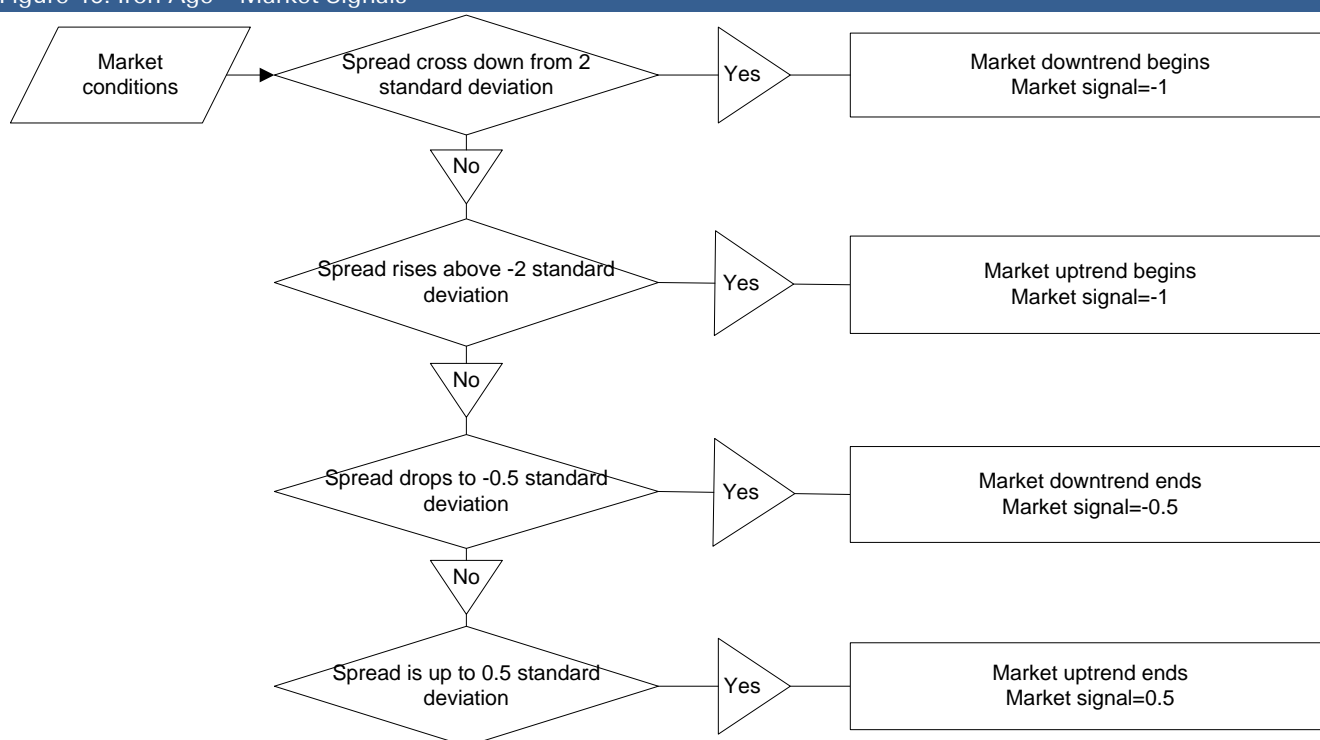 Market
conditions
Spread cross down from 2
standard deviation
Yes
Market downtrend begins
Market signal=-1
No
Spread rises above -2 standard
deviation
Yes
Market uptrend begins
Market signal=-1
No
Spread drops to -0.5 standard
deviation
Yes
Market downtrend ends
Market signal=-0.5
No
Spread is up to 0.5 standard
deviation
Yes
Market uptrend ends
Market signal=0.5